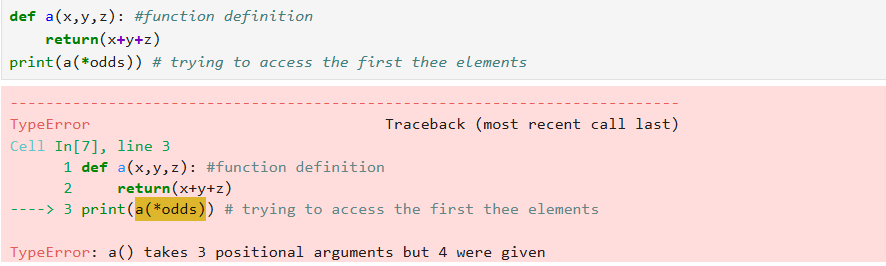 def a(x,y,z): #function definition
    return(x+y+z)
print(a(*odds)) # trying to access the first thee elements
---------------------------------------------------------------------------
TypeError                                 Traceback (most recent call last)
Cell In[7], line 3
      1 def a(x,y,z): #function definition
      2     return(x+y+z)
----> 3 print(a(*odds)) # trying to access the first thee elements
TypeError: a() takes 3 positional arguments but 4 were given